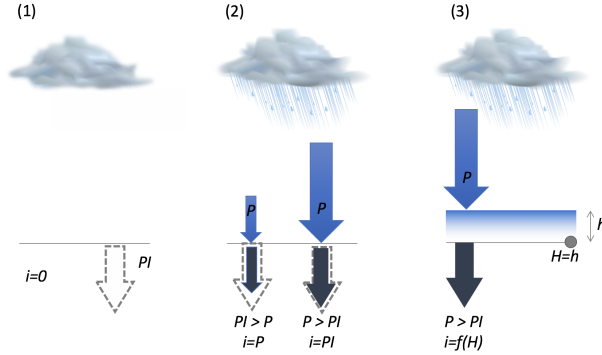 (1)
(2)
(3)
P
P
P
h
i=0
PI
H=h
PI > P
i=P
P > PI
i=PI
P > PI
i=f(H)